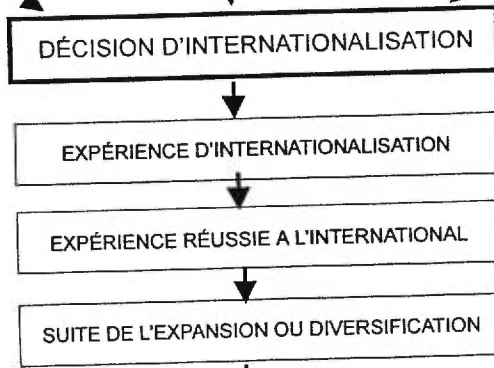 DÉCISION D'INTERNATIONALISATION
EXPÉRIENCE D'INTERNATIONALISATION
EXPÉRIENCE RÉUSSIE A L'INTERNATIONAL
SUITE DE L'EXPANSION OU DIVERSIFICATION